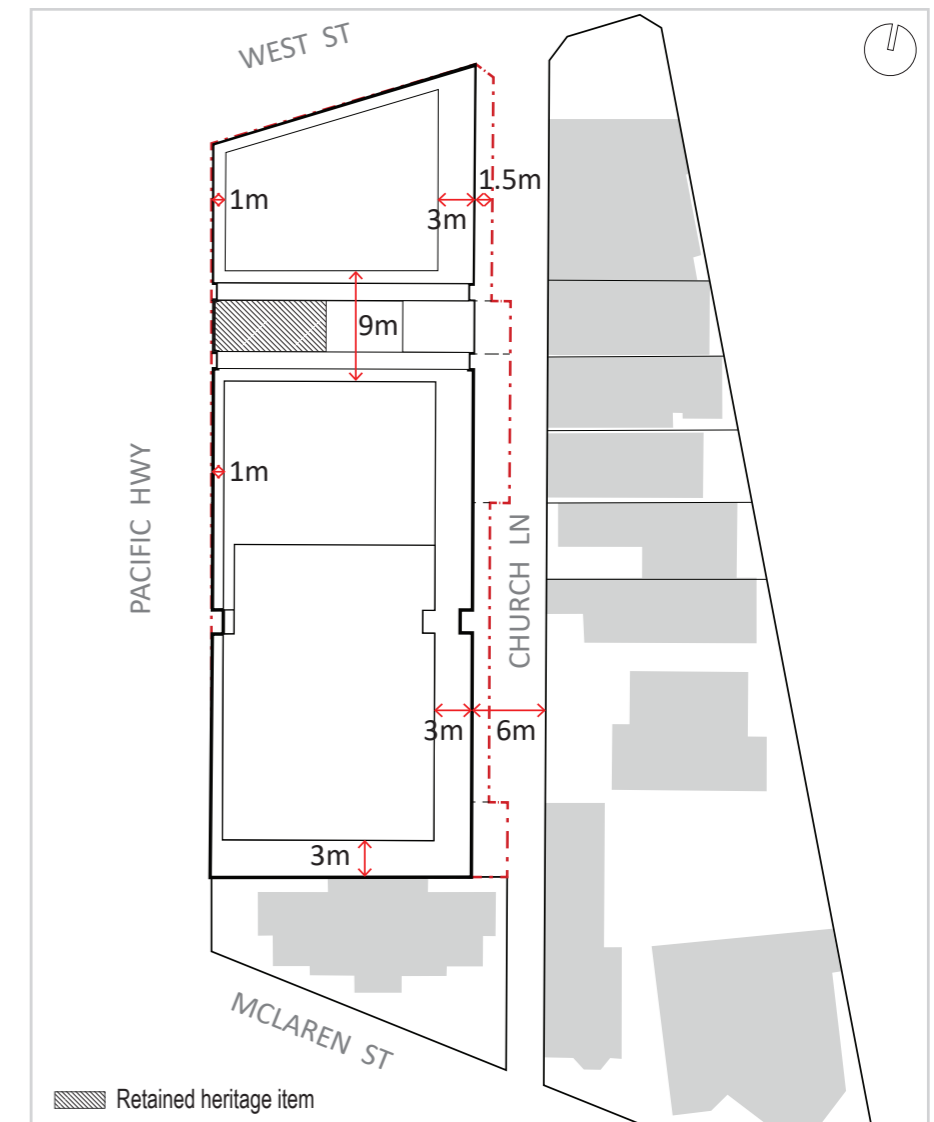 WEST ST
1.5m
1m
3m
9m
1m
PACIFIC HWY
CHURCH LN
3m
6m
3m
MCLAREN ST
Retained heritage item